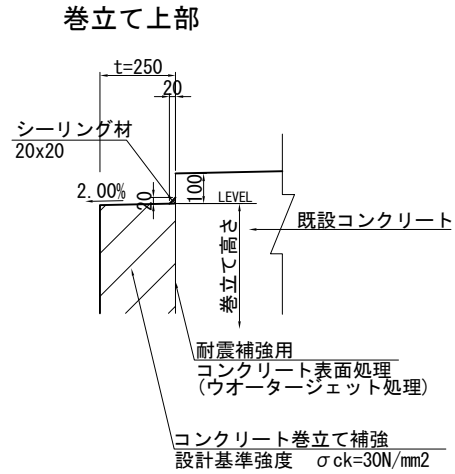 巻立て上部
t=250
20
シーリング材
20x20
2.00%
20
100
LEVEL
既設コンクリート
巻立て高さ
耐震補強用
コンクリート表面処理
(ウオータージェット処理)
コンクリート巻立て補強
設計基準強度 σck=30N/mm2